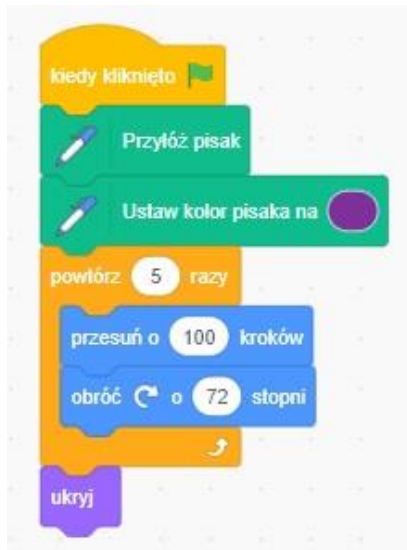 kiedy kliknięto
Przyłóż pisak
Ustaw kolor pisaka na
powtórz 5 razy
przesuń o 100 kroków
obróć o 72 stopni
ukryj